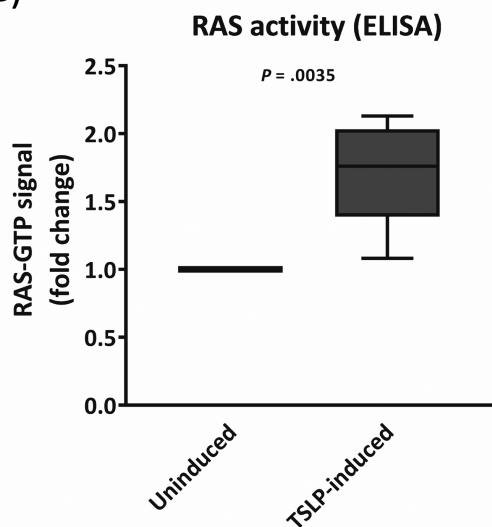 RAS activity (ELISA)
P = .0035
RAS-GTP signal
(fold change)
2.5
2.0
1.5
1.0
0.5
0.0
Uninduced
TSLP-induced